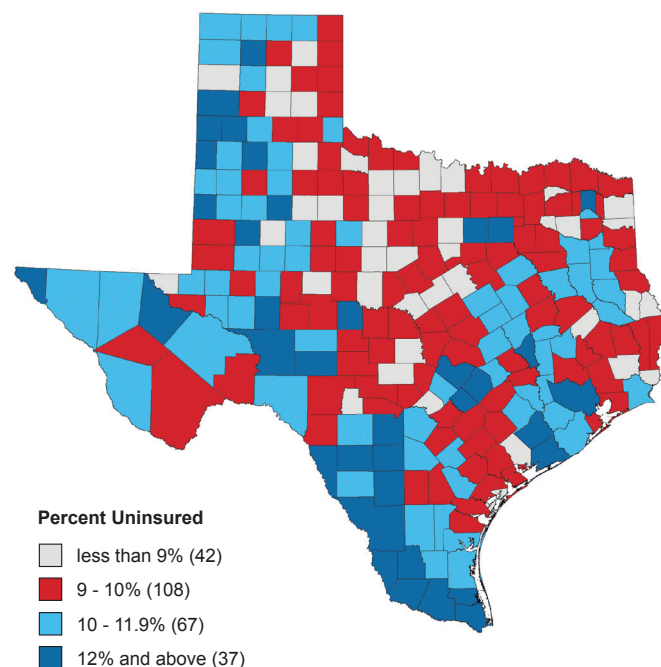 Percent Uninsured
less than 9% (42)
9 - 10% (108)
10 - 11.9% (67)
12% and above (37)